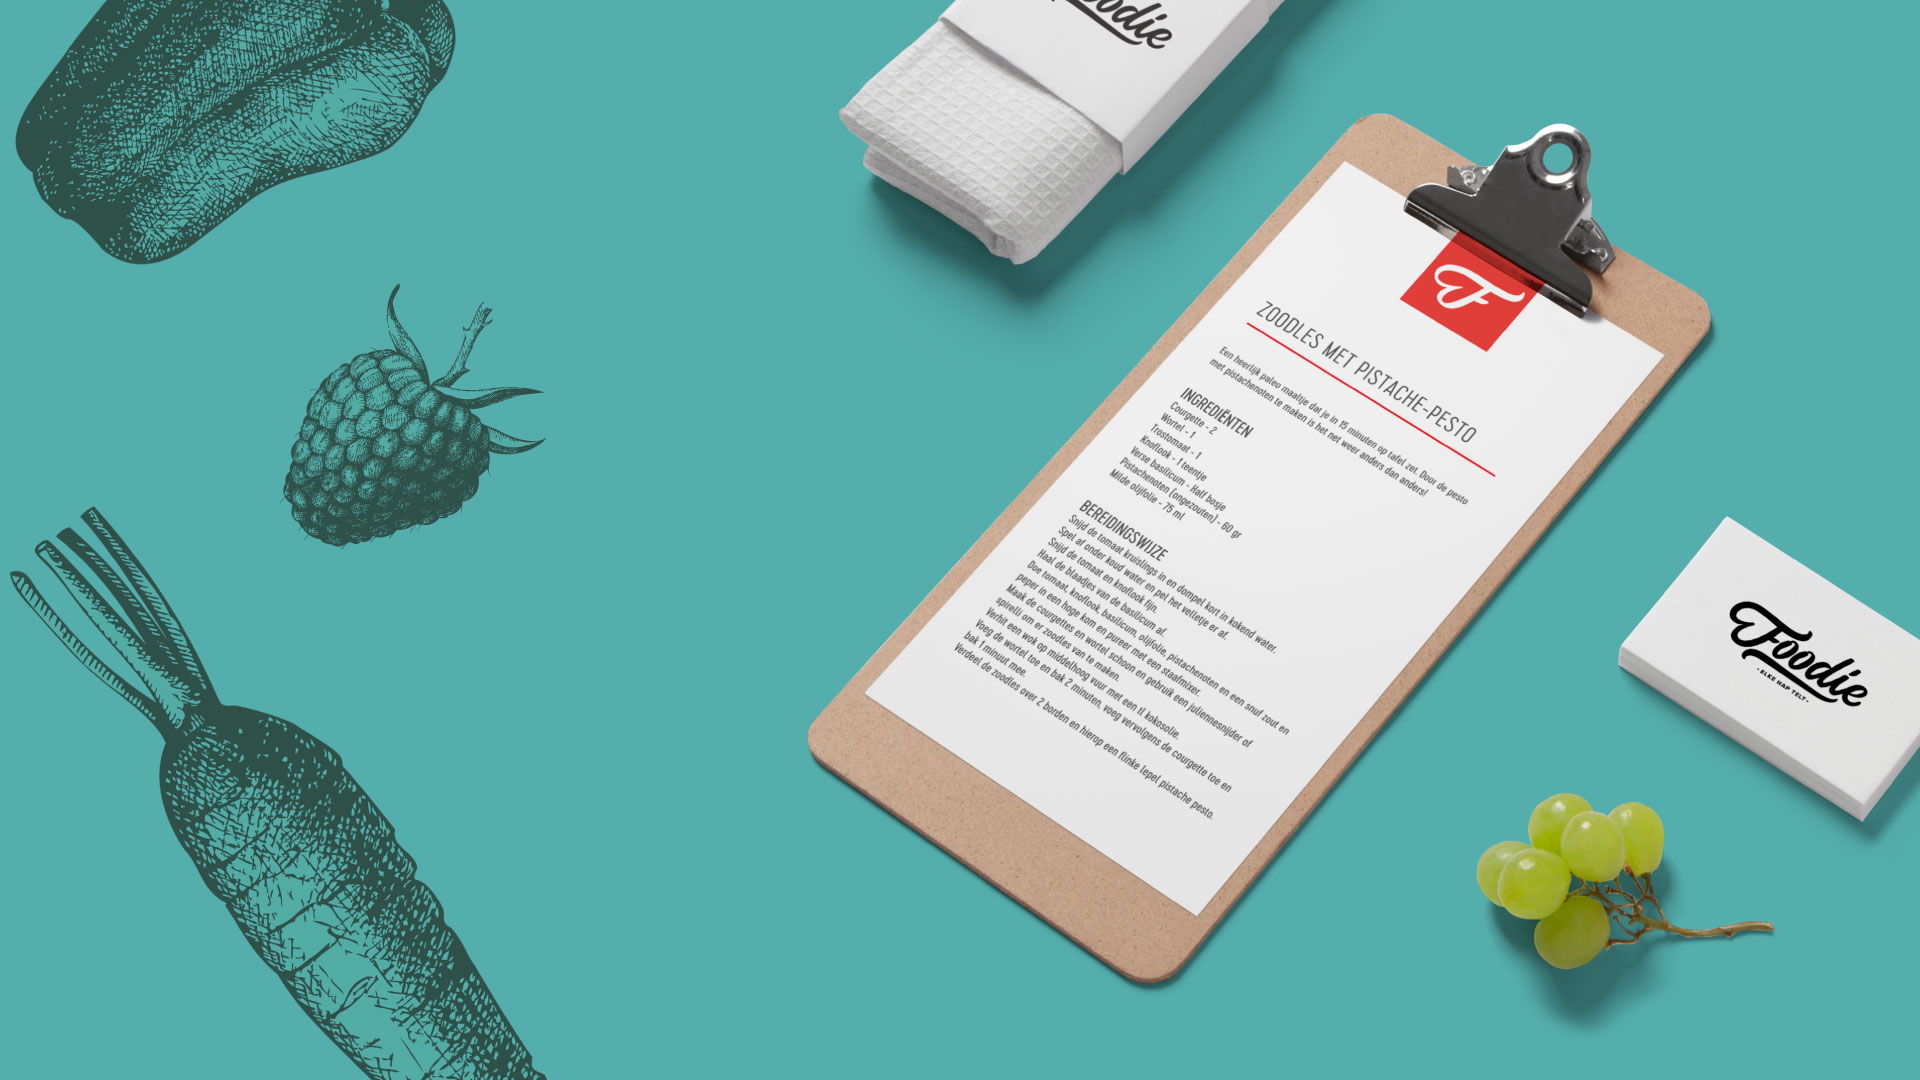 Foodie
ZOODLES MET PISTACHE-PESTO
Een heerlijk paleo maaltje dat je in 15 minuten op tafel zet. Door de pesto
met pistachenoten te maken is het net weer anders dan anders!
INGREDIËNTEN
Courgette - 2
Wortel - 1
Trostomaat - 1
Knoflook - 1 teentje
Verse basilicum - Half bosje
Pistachenoten (ongezouten) - 60 gr
Milde olijfolie - 75 ml
BEREIDINGSWIJZE
Snijd de tomaat kruislings in en dompel kort in kokend water.
Spel af onder koud water en pel het velletje er af.
Snijd de tomaat en knoflook fijn.
Haal de blaadjes van de basilicum af.
Doe tomaat, knoflook, basilicum, olijfolie, pistachenoten en een snuf zout en
peper in een hoge kom en pureer met een staafmixer.
Maak de courgettes en wortel schoon en gebruik een juliennesnijder of
spirelli om er zoodles van te maken.
Verhit een wok op middelhoog vuur met een tl kokosolie.
Voeg de wortel toe en bak 2 minuten, voeg vervolgens de courgette toe en
bak 1 minuut mee.
Verdeel de zoodles over 2 borden en hierop een flinke lepel pistache pesto.
Foodie
· ELKE HAP TELT ·